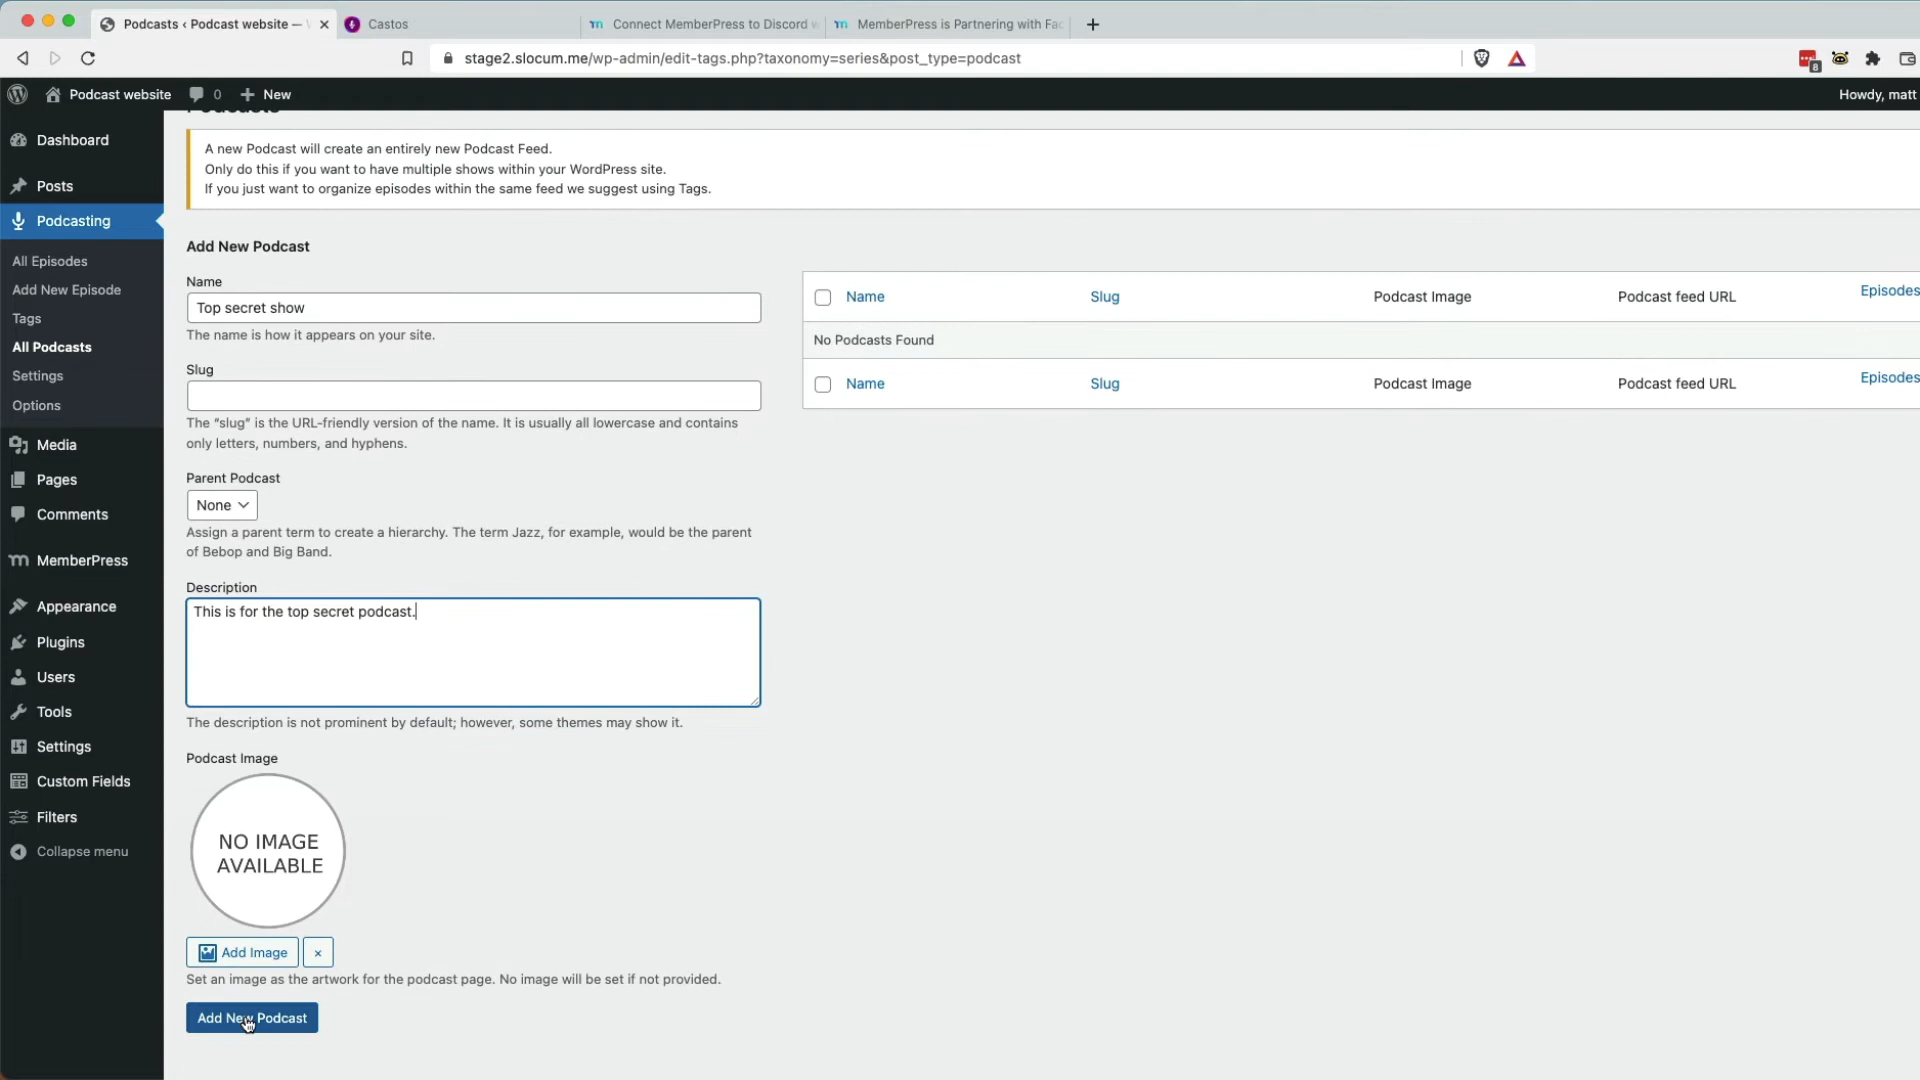 Podcasts ‹ Podcast website —
Castos
Connect MemberPress to Discord
MemberPress is Partnering with Fac
stage2.slocum.me/wp-admin/edit-tags.php?taxonomy=series&post_type=podcast
8
Podcast website
0
New
Howdy, matt
Podcasts
Dashboard
Posts
Podcasting
All Episodes
Add New Episode
Tags
All Podcasts
Settings
Options
Media
Pages
Comments
MemberPress
Appearance
Plugins
Users
Tools
Settings
Custom Fields
Filters
Collapse menu
A new Podcast will create an entirely new Podcast Feed.
Only do this if you want to have multiple shows within your WordPress site.
If you just want to organize episodes within the same feed we suggest using Tags.
Add New Podcast
Name
Top secret show
The name is how it appears on your site.
Slug
The “slug” is the URL-friendly version of the name. It is usually all lowercase and contains
only letters, numbers, and hyphens.
Parent Podcast
None
Assign a parent term to create a hierarchy. The term Jazz, for example, would be the parent
of Bebop and Big Band.
Description
This is for the top secret podcast.
The description is not prominent by default; however, some themes may show it.
Podcast Image
NO IMAGE
AVAILABLE
Add Image
×
Set an image as the artwork for the podcast page. No image will be set if not provided.
Add New Podcast
Name Slug Podcast Image Podcast feed URL Episodes
No Podcasts Found
Name Slug Podcast Image Podcast feed URL Episodes